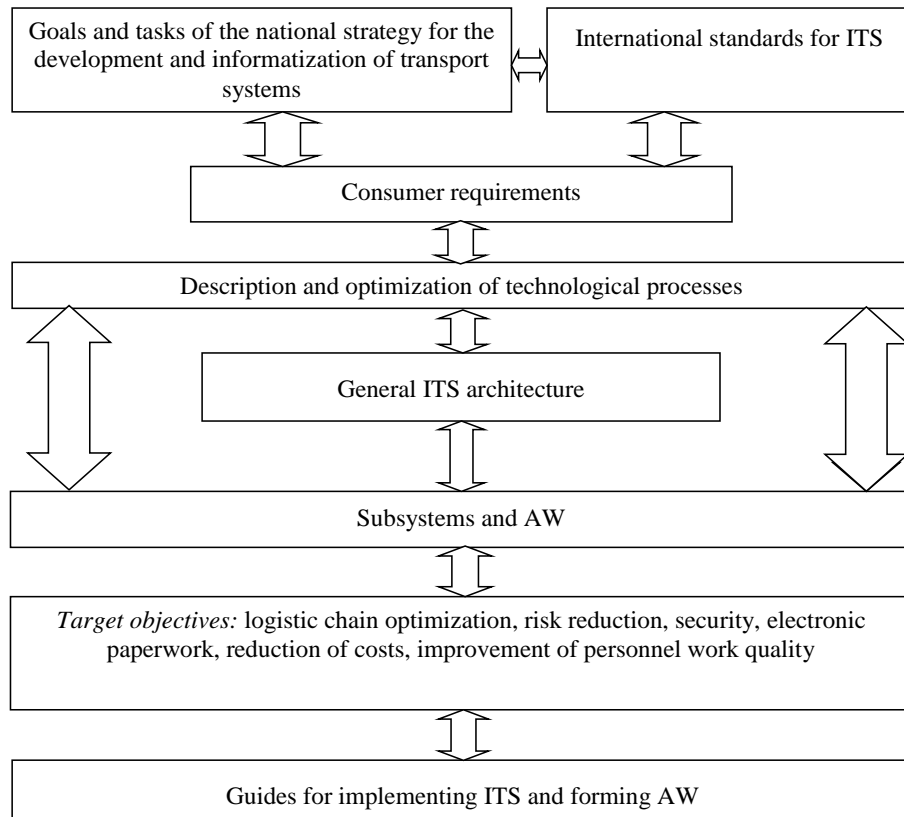 Goals and tasks of the national strategy for the
development and informatization of transport
systems
International standards for ITS
Consumer requirements
Description and optimization of technological processes
General ITS architecture
Subsystems and AW
Target objectives: logistic chain optimization, risk reduction, security, electronic
paperwork, reduction of costs, improvement of personnel work quality
Guides for implementing ITS and forming AW